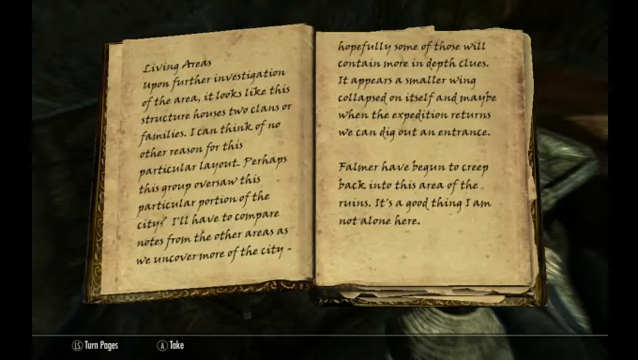 Living Areas
Upon further investigation
of the area, it looks like this
structure houses two clans or
families. I can think of no
other reason for this
particular layout. Perhaps
this group oversaw this
particular portion of the
city? I'll have to compare
notes from the other areas as
we uncover more of the city -
hopefully some of those will
contain more in depth clues.
It appears a smaller wing
collapsed on itself and maybe
when the expedition returns
we can dig out an entrance.
Falmer have begun to creep
back into this area of the
ruins. It's a good thing I am
not alone here.
LS Turn Pages
A Take